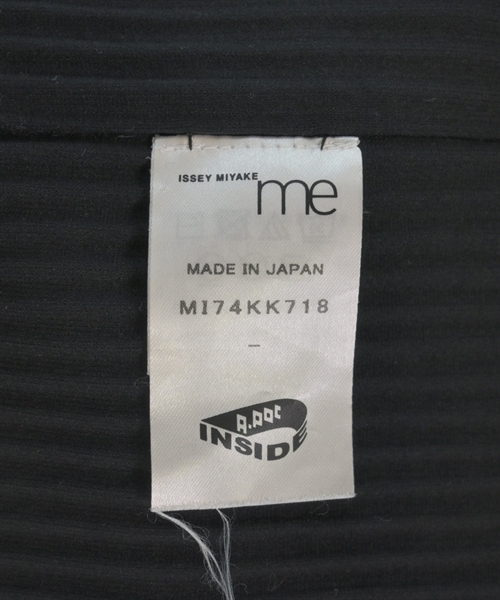 ISSEY MIYAKE
me
MADE IN JAPAN
MI74KK718
–
A-POC
INSIDE